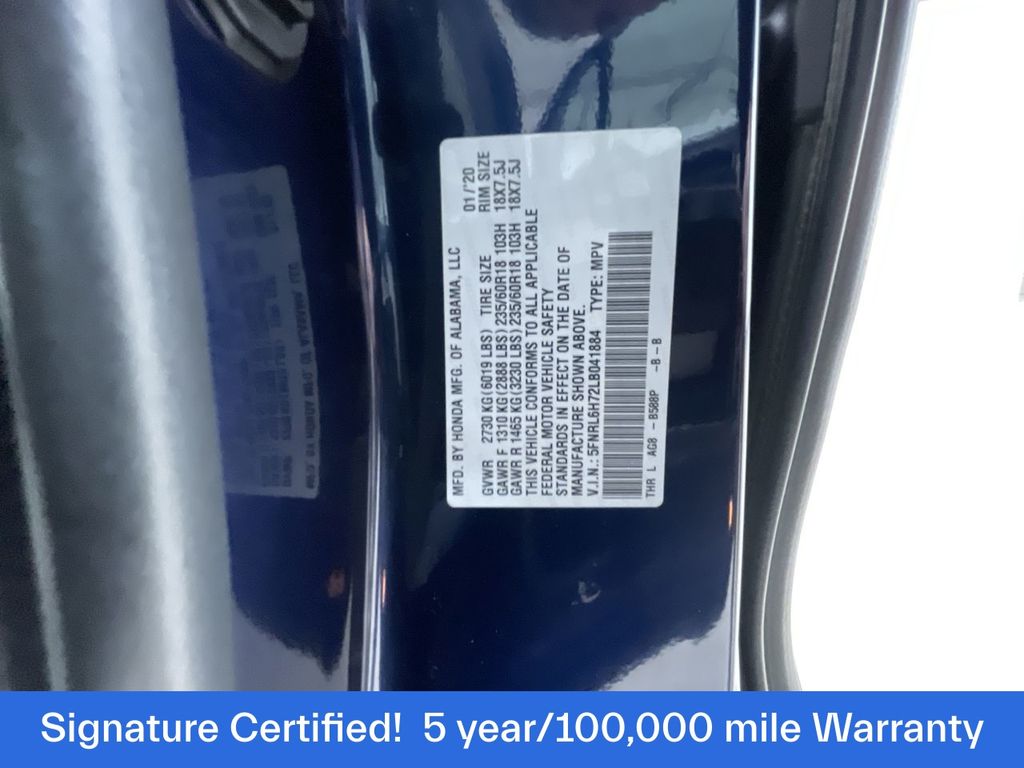 MFD. BY HONDA MFG. OF ALABAMA, LLC 01/'20
GVWR 2730 KG(6019 LBS) TIRE SIZE RIM SIZE
GAWR F 1310 KG(2888 LBS)235/60R18 103H 18X7.5J
GAWR R 1465 KG(3230 LBS)235/60R18 103H 18X7.5J
THIS VEHICLE CONFORMS TO ALL APPLICABLE
FEDERAL MOTOR VEHICLE SAFETY
STANDARDS IN EFFECT ON THE DATE OF
MANUFACTURE SHOWN ABOVE.
V.I.N.:5FNRL6H72LB041884 TYPE: MPV
THR L AG8 -B588P -B-B
Signature Certified! 5 year/100,000 mile Warranty